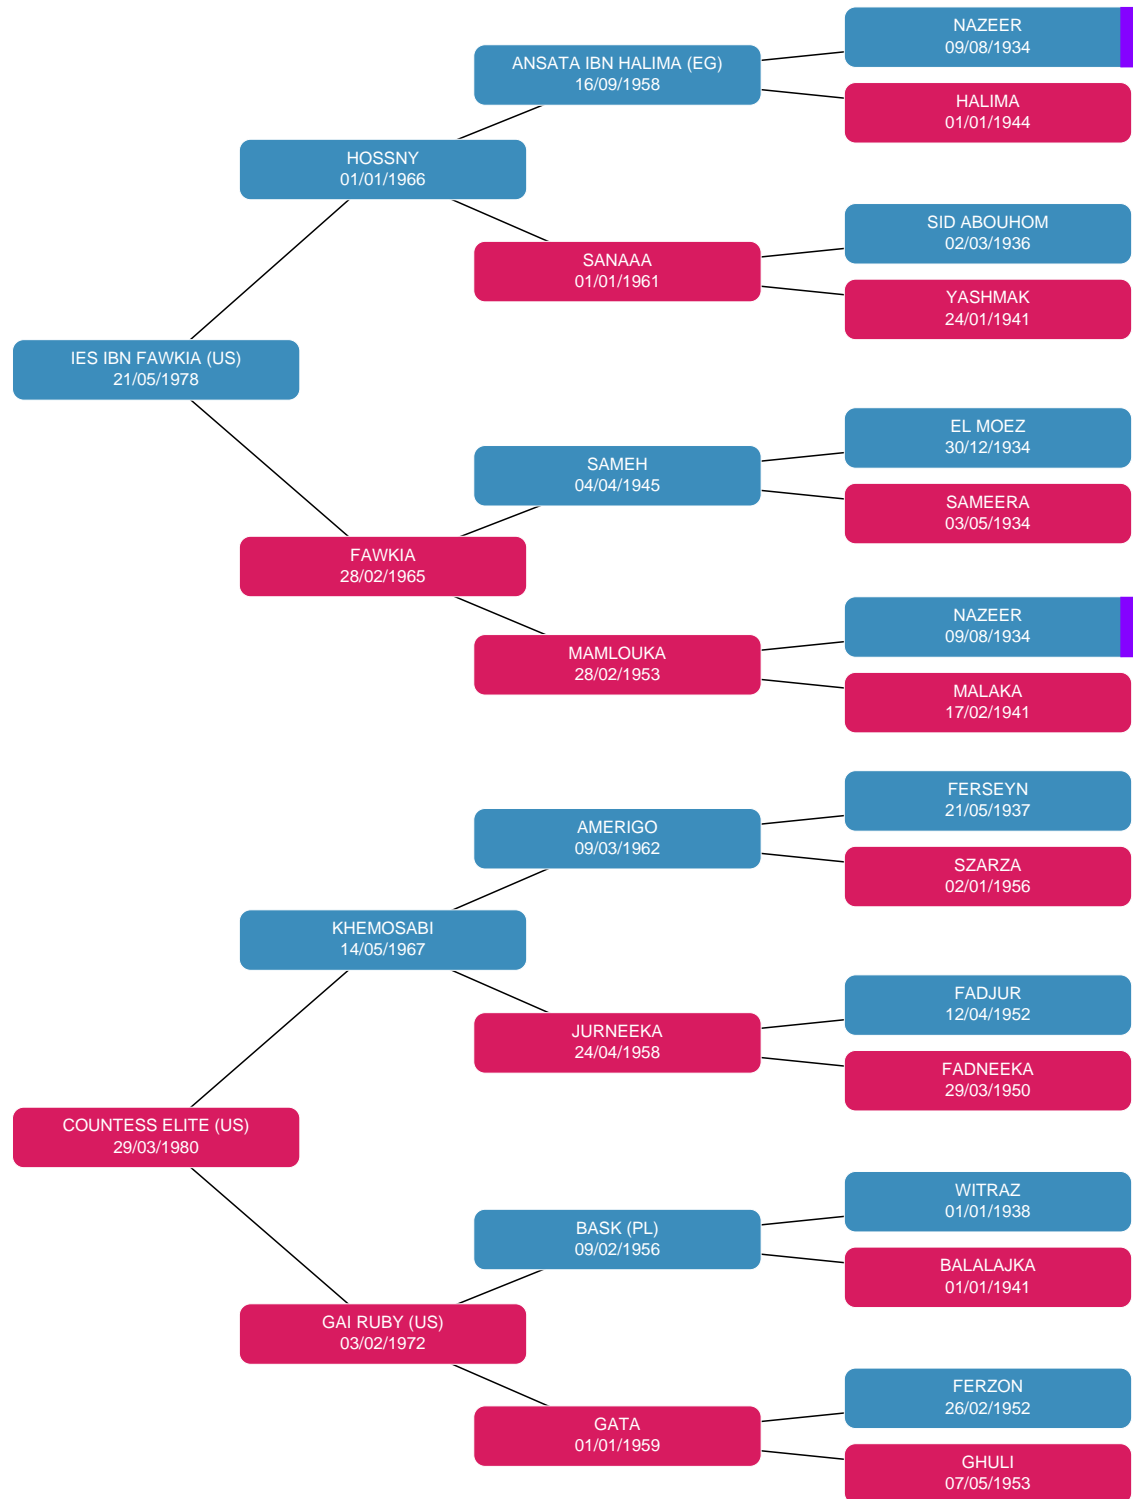 NAZEER
09/08/1934
ANSATA IBN HALIMA (EG)
16/09/1958
HALIMA
01/01/1944
HOSSNY
01/01/1966
SID ABOUHOM
02/03/1936
SANAAA
01/01/1961
YASHMAK
24/01/1941
IES IBN FAWKIA (US)
21/05/1978
EL MOEZ
30/12/1934
SAMEH
04/04/1945
SAMEERA
03/05/1934
FAWKIA
28/02/1965
NAZEER
09/08/1934
MAMLOUKA
28/02/1953
MALAKA
17/02/1941
FERSEYN
21/05/1937
AMERIGO
09/03/1962
SZARZA
02/01/1956
KHEMOSABI
14/05/1967
FADJUR
12/04/1952
JURNEEKA
24/04/1958
FADNEEKA
29/03/1950
COUNTESS ELITE (US)
29/03/1980
WITRAZ
01/01/1938
BASK (PL)
09/02/1956
BALALAJKA
01/01/1941
GAI RUBY (US)
03/02/1972
FERZON
26/02/1952
GATA
01/01/1959
GHULI
07/05/1953